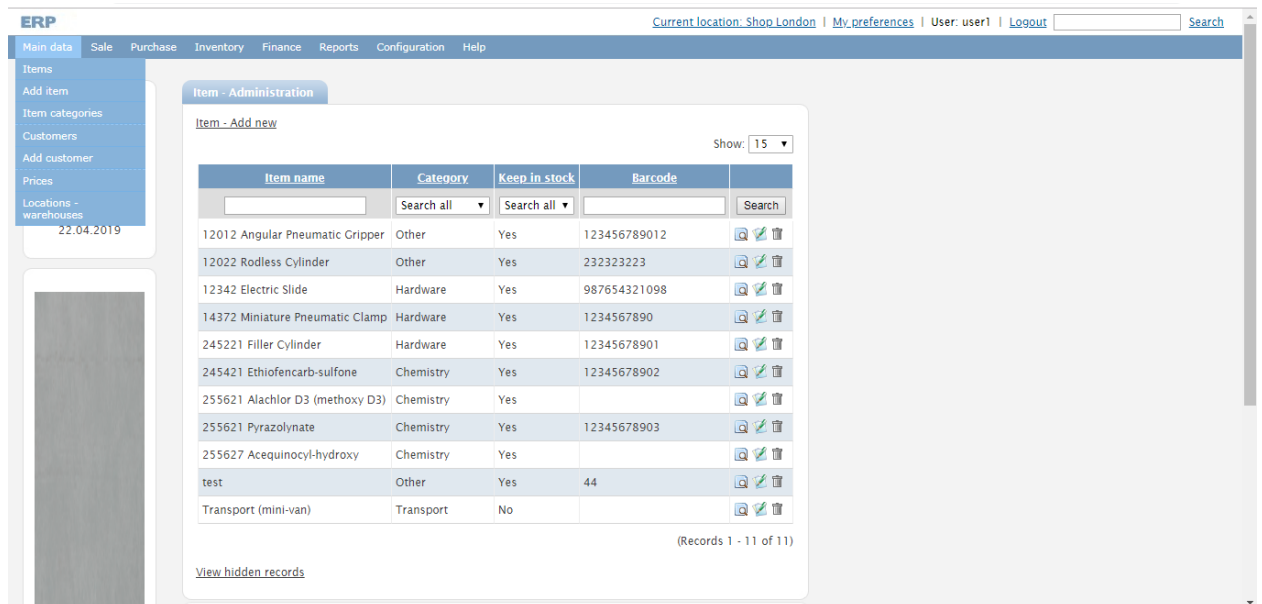 ERP
Current location: Shop London | My preferences | User: user1 | Logout Search
Main data Sale Purchase Inventory Finance Reports Configuration Help
Items
Add item
Item categories
Customers
Add customer
Prices
Locations -
warehouses
22.04.2019
Item - Administration
Item - Add new
Show: 15
Item name Category Keep in stock Barcode
Search all Search all Search
12012 Angular Pneumatic Gripper Other Yes 123456789012
12022 Rodless Cylinder Other Yes 232323223
12342 Electric Slide Hardware Yes 987654321098
14372 Miniature Pneumatic Clamp Hardware Yes 1234567890
245221 Filler Cylinder Hardware Yes 12345678901
245421 Ethiofencarb-sulfone Chemistry Yes 12345678902
255621 Alachlor D3 (methoxy D3) Chemistry Yes
255621 Pyrazolynate Chemistry Yes 12345678903
255627 Acequinocyl-hydroxy Chemistry Yes
test Other Yes 44
Transport (mini-van) Transport No
(Records 1 - 11 of 11)
View hidden records